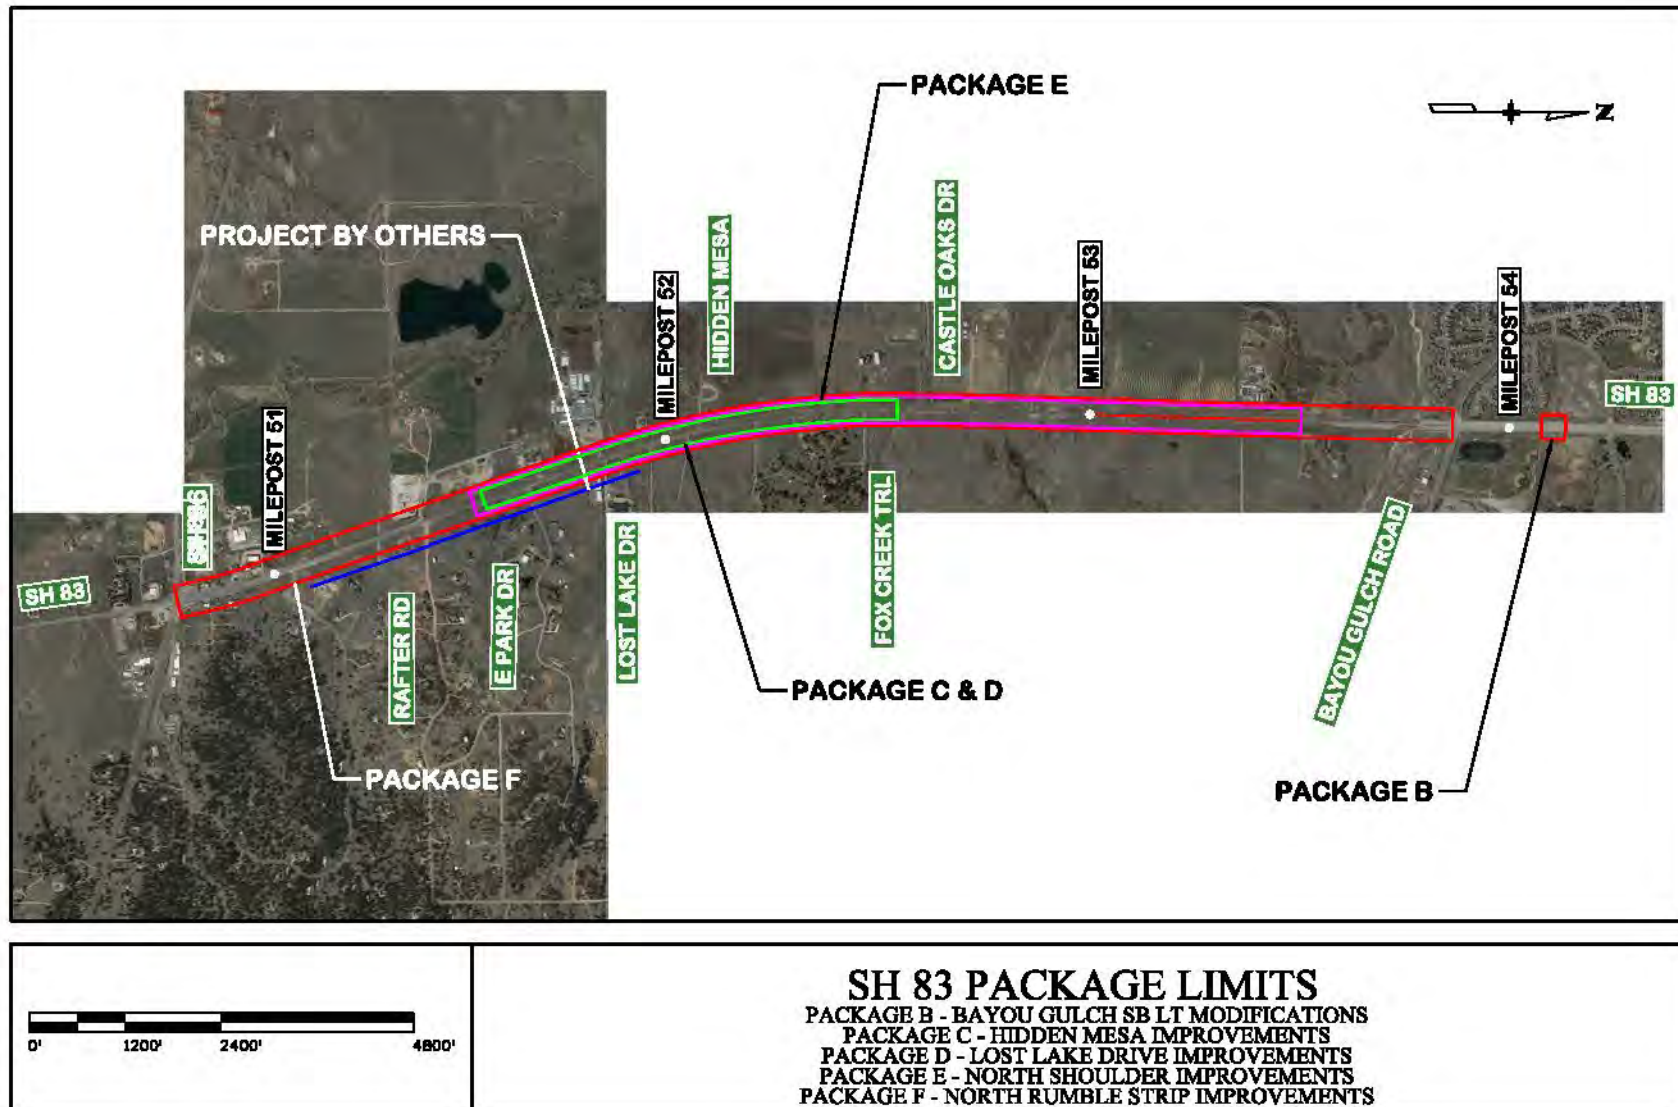 PACKAGE E
N
PROJECT BY OTHERS
CASTLE OAKS DR
HIDDEN MESA
MILEPOST 52
MILEPOST 53
MILEPOST 54
SH 83
MILEPOST 51
SH 83
LOST LAKE DR
FOX CREEK TRL
BAYOU GULCH ROAD
RAFTER RD
E PARK DR
PACKAGE C & D
PACKAGE F
PACKAGE B
0'
1200'
2400'
4800'
SH 83 PACKAGE LIMITS
PACKAGE B - BAYOU GULCH SB LT MODIFICATIONS
PACKAGE C - HIDDEN MESA IMPROVEMENTS
PACKAGE D - LOST LAKE DRIVE IMPROVEMENTS
PACKAGE E - NORTH SHOULDER IMPROVEMENTS
PACKAGE F - NORTH RUMBLE STRIP IMPROVEMENTS